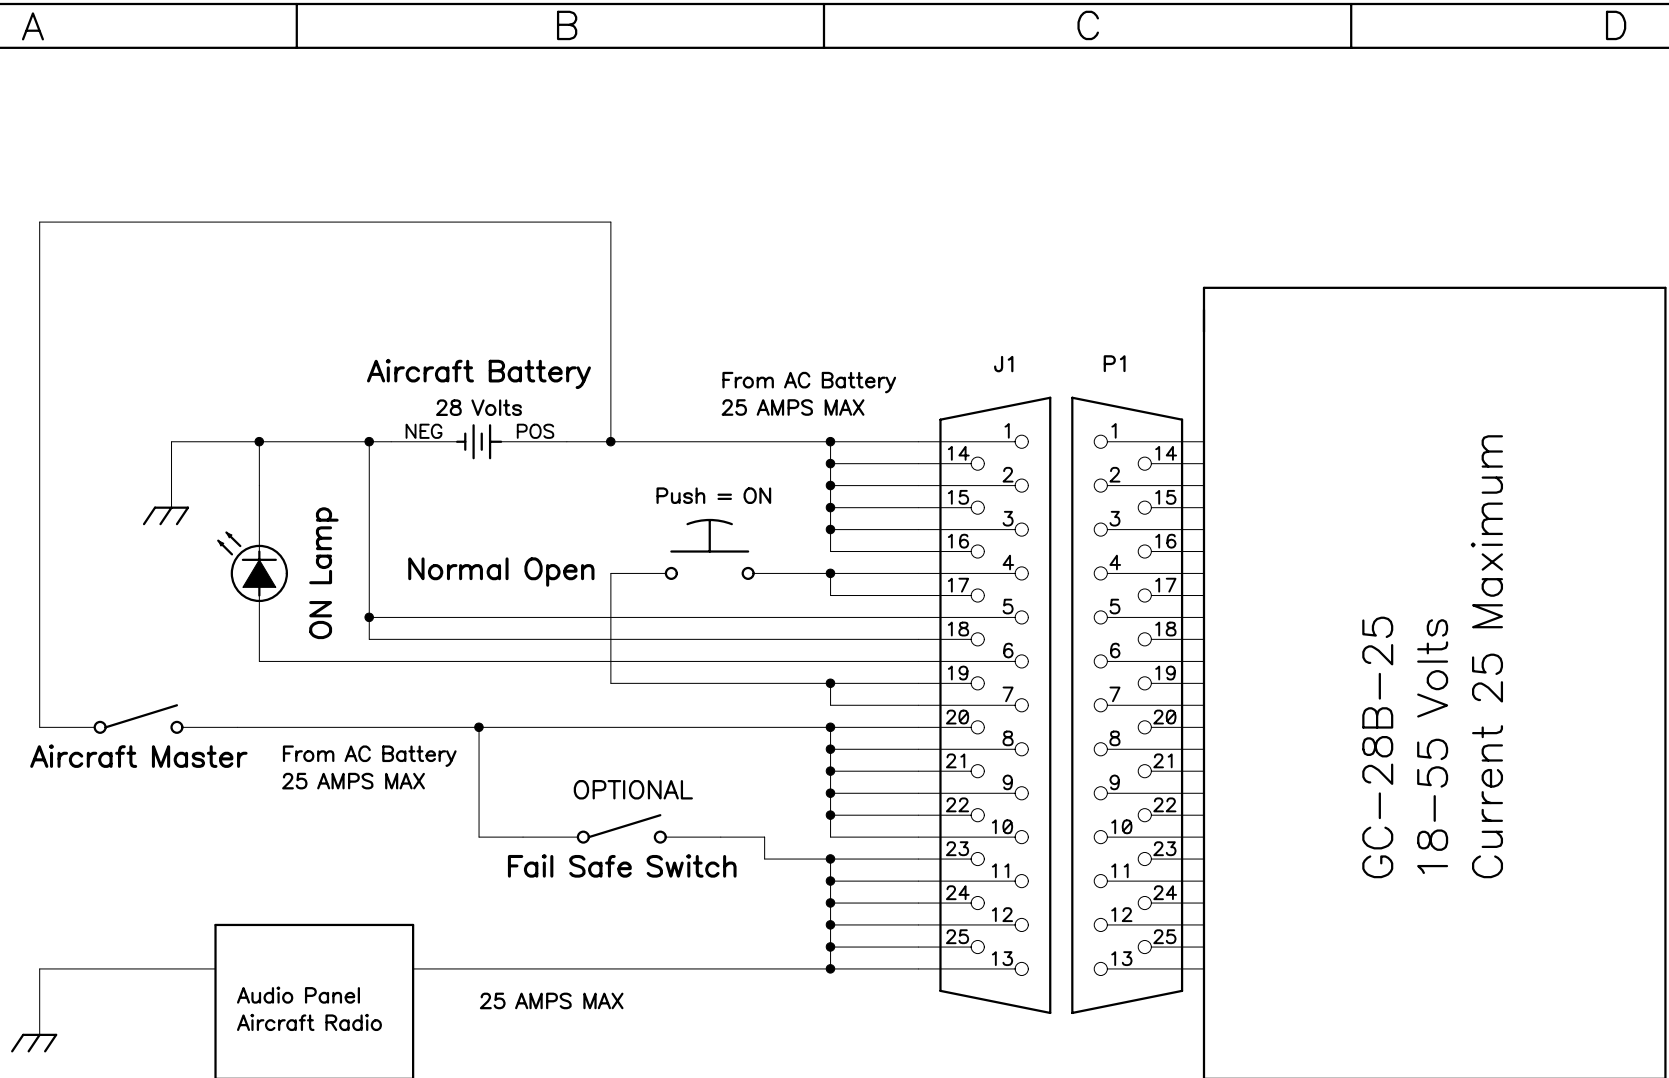 A
B
C
D
Aircraft Battery
28 Volts
NEG
POS
From AC Battery
25 AMPS MAX
J1
P1
Push = ON
Normal Open
ON Lamp
1
14
2
15
3
16
4
17
5
18
6
19
7
20
8
21
9
22
10
23
11
24
12
25
13
1
14
2
15
3
16
4
17
5
18
6
19
7
20
8
21
9
22
10
23
11
24
12
25
13
GC-28B-25
18-55 Volts
Current 25 Maximum
Aircraft Master
From AC Battery
25 AMPS MAX
OPTIONAL
Fail Safe Switch
Audio Panel
Aircraft Radio
25 AMPS MAX